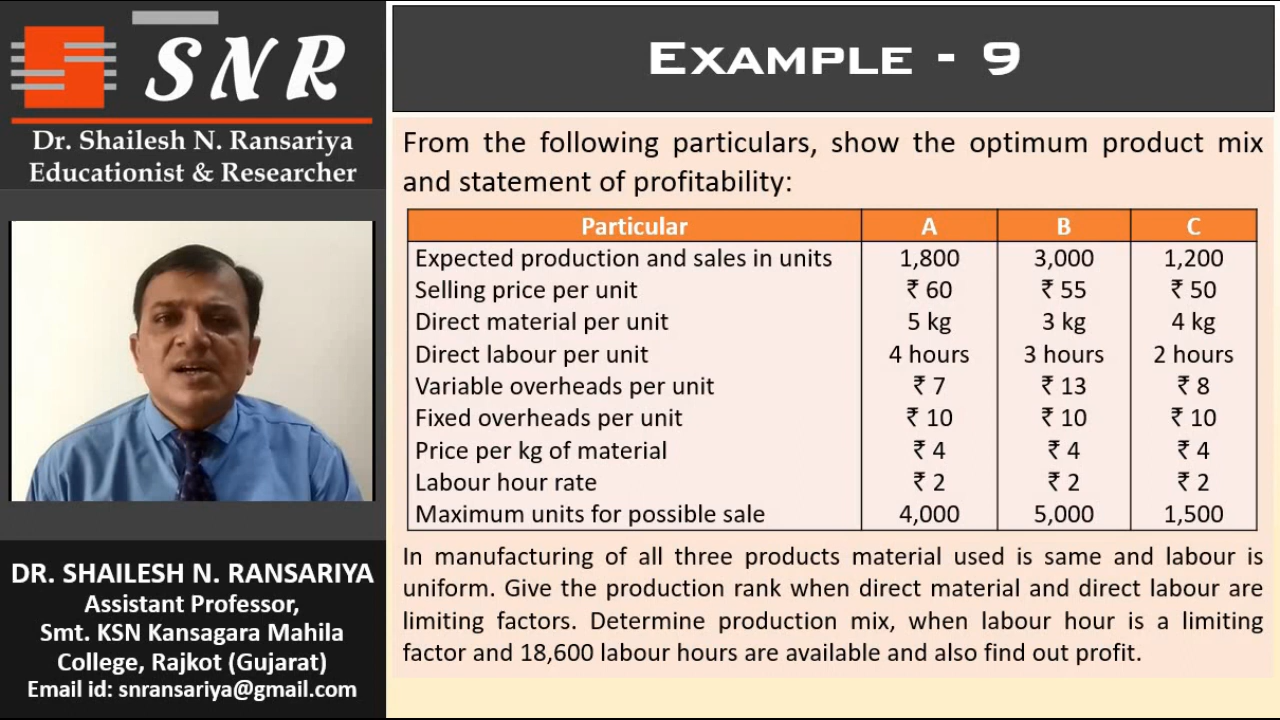 SNR
Dr. Shailesh N. Ransariya
Educationist & Researcher
DR. SHAILESH N. RANSARIYA
Assistant Professor,
Smt. KSN Kansagara Mahila
College, Rajkot (Gujarat)
Email id: snransariya@gmail.com
EXAMPLE - 9
From the following particulars, show the optimum product mix
and statement of profitability:
Particular A B C
Expected production and sales in units 1,800 3,000 1,200
Selling price per unit ₹ 60 ₹ 55 ₹ 50
Direct material per unit 5 kg 3 kg 4 kg
Direct labour per unit 4 hours 3 hours 2 hours
Variable overheads per unit ₹ 7 ₹ 13 ₹ 8
Fixed overheads per unit ₹ 10 ₹ 10 ₹ 10
Price per kg of material ₹ 4 ₹ 4 ₹ 4
Labour hour rate ₹ 2 ₹ 2 ₹ 2
Maximum units for possible sale 4,000 5,000 1,500
In manufacturing of all three products material used is same and labour is
uniform. Give the production rank when direct material and direct labour are
limiting factors. Determine production mix, when labour hour is a limiting
factor and 18,600 labour hours are available and also find out profit.